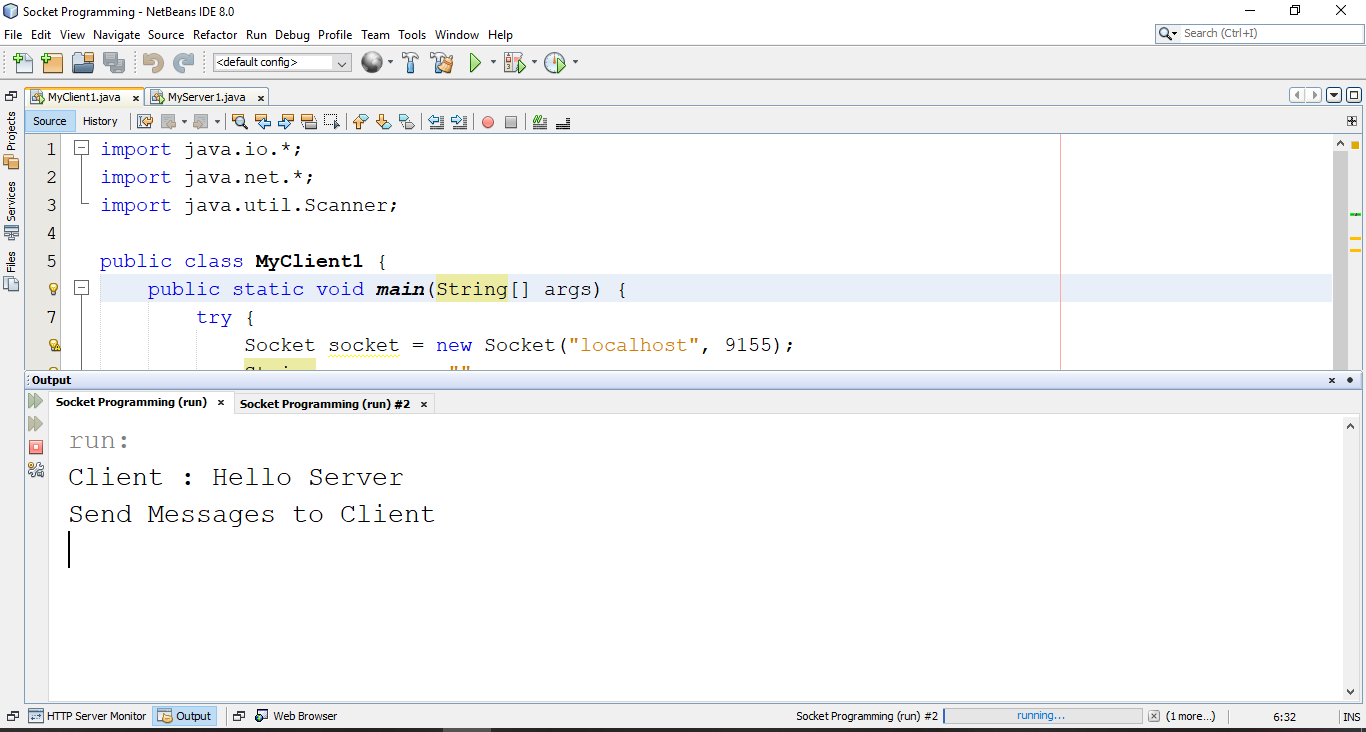 Socket Programming - NetBeans IDE 8.0
File Edit View Navigate Source Refactor Run Debug Profile Team Tools Window Help
Search (Ctrl+I)
<default config>
MyClient1.java x MyServer1.java x
Source History
Projects
Services
Files
1 import java.io.*;
2 import java.net.*;
3 import java.util.Scanner;
4
5 public class MyClient1 {
public static void main(String[] args) {
7 try {
Socket socket = new Socket("localhost", 9155);
Output
Socket Programming (run) x Socket Programming (run) #2 x
run:
Client : Hello Server
Send Messages to Client
HTTP Server Monitor Output Web Browser Socket Programming (run) #2 running... (1 more...) 6:32 INS